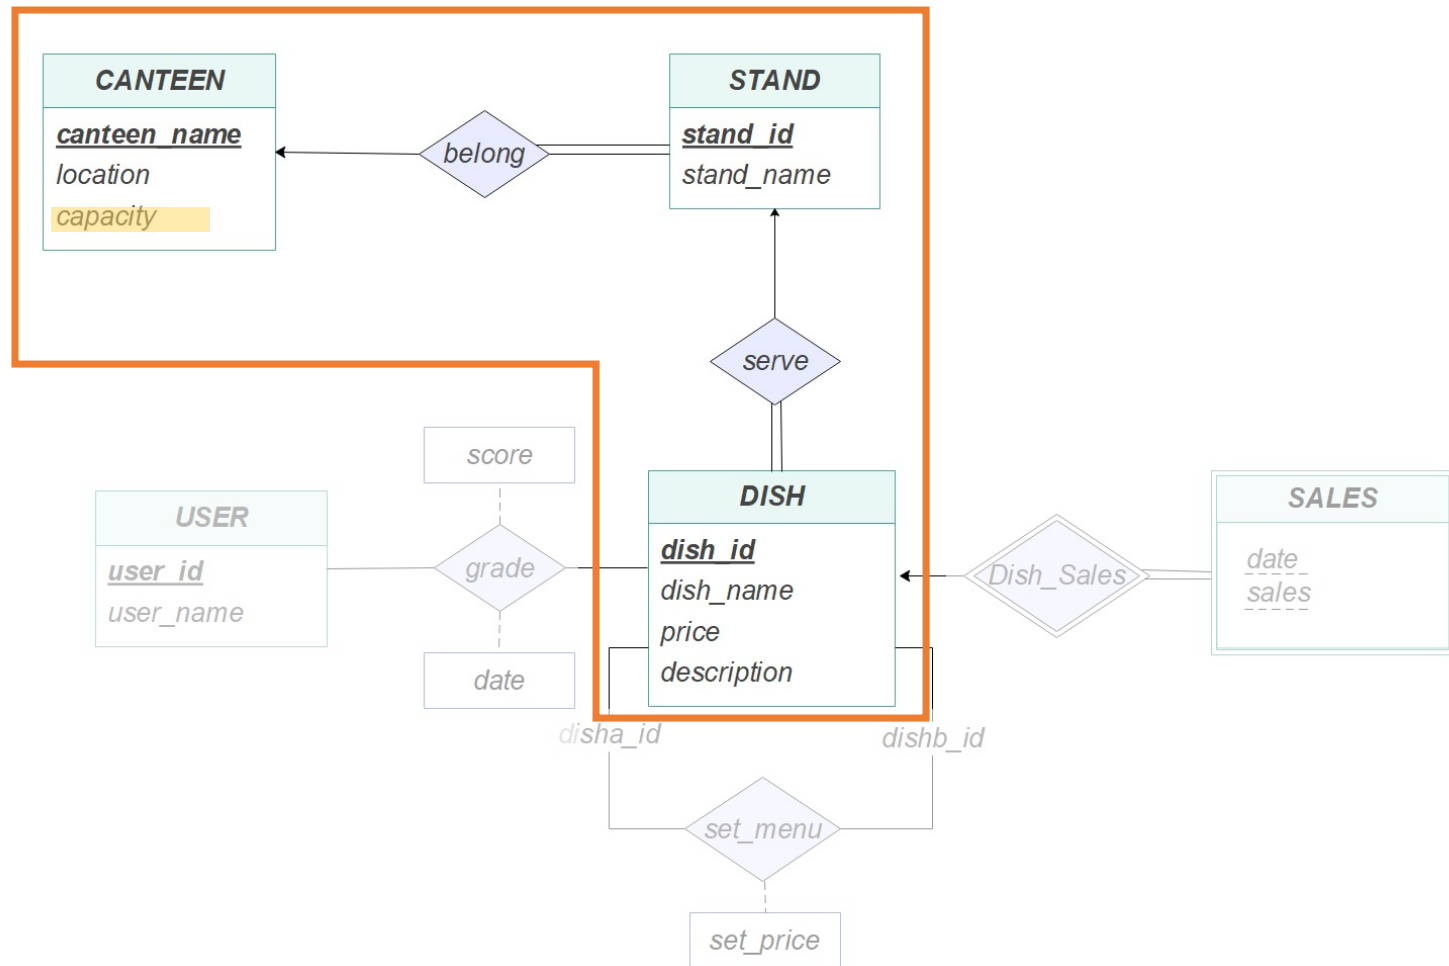 CANTEEN
canteen_name
location
capacity
belong
STAND
stand_id
stand_name
serve
score
USER
user_id
user_name
grade
date
DISH
dish_id
dish_name
price
description
Dish_Sales
SALES
date
sales
disha_id
dishb_id
set_menu
set_price